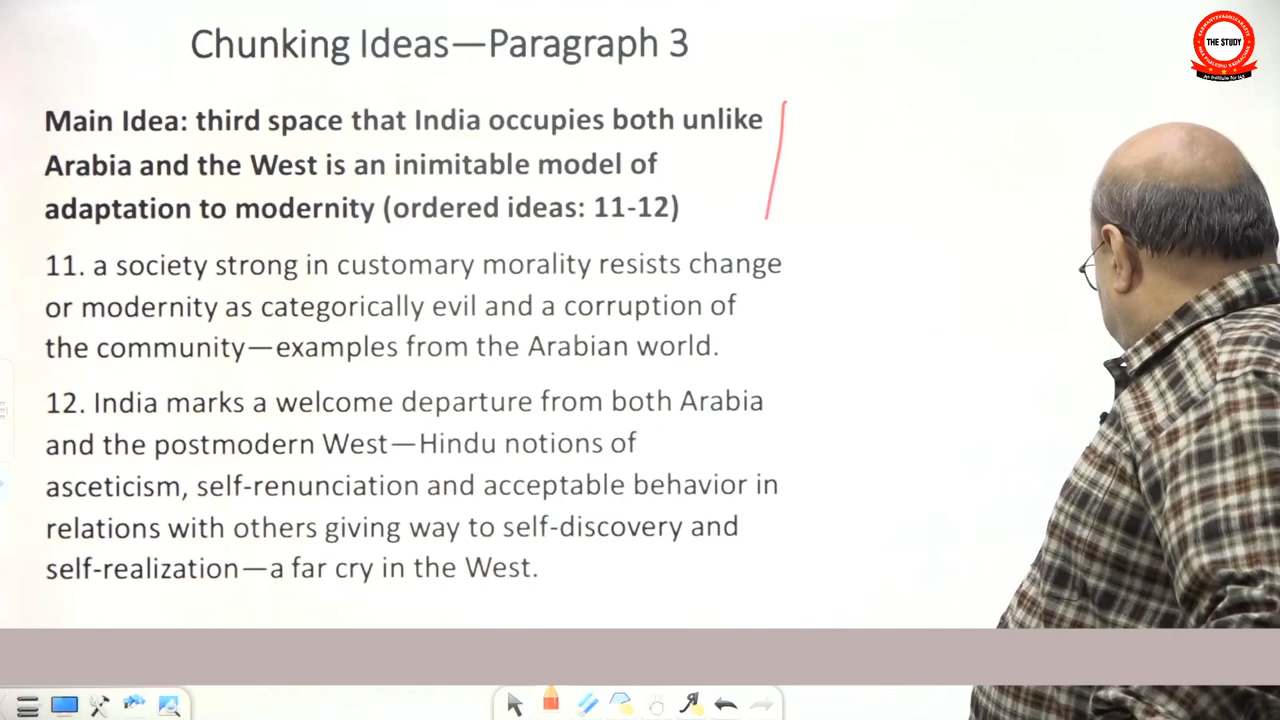 Chunking Ideas—Paragraph 3
THE STUDY
An Institute for IAS
Main Idea: third space that India occupies both unlike
Arabia and the West is an inimitable model of
adaptation to modernity (ordered ideas: 11-12)
11. a society strong in customary morality resists change
or modernity as categorically evil and a corruption of
the community—examples from the Arabian world.
12. India marks a welcome departure from both Arabia
and the postmodern West—Hindu notions of
asceticism, self-renunciation and acceptable behavior in
relations with others giving way to self-discovery and
self-realization—a far cry in the West.